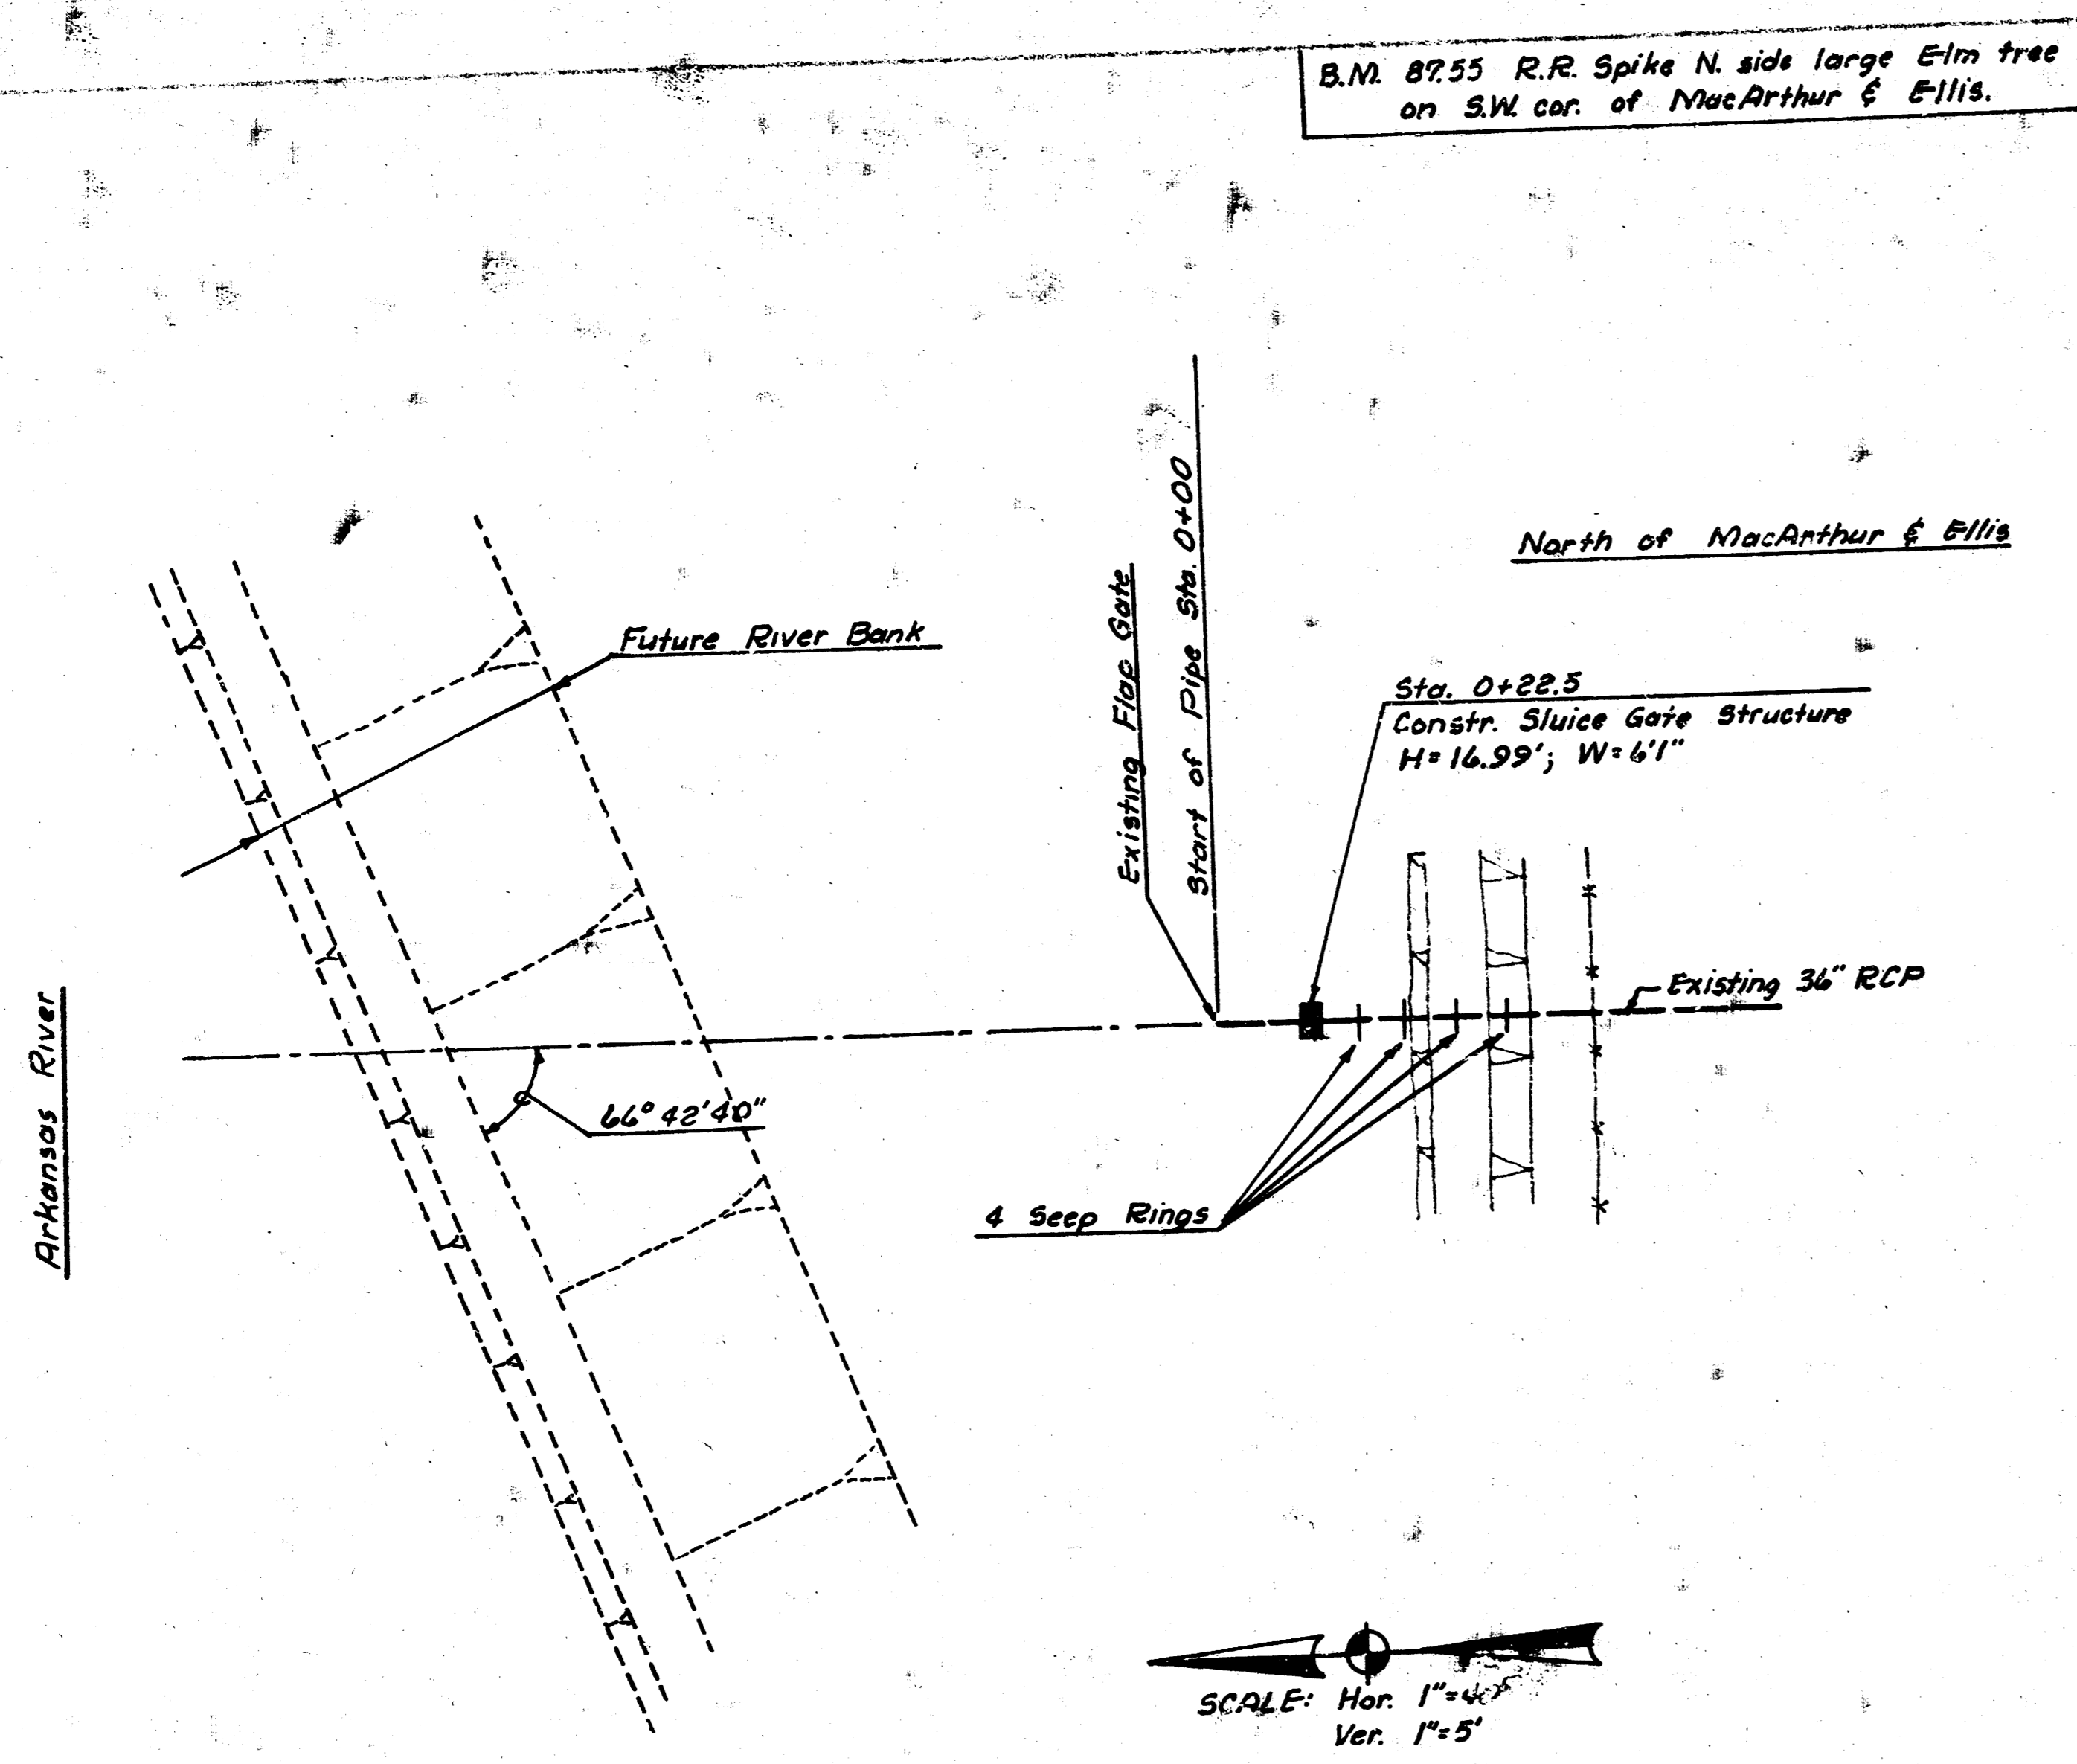 B.M. 87.55 R.R. Spike N. side large Elm tree
on S.W. cor. of MacArthur & Ellis.
North of MacArthur & Ellis
Future River Bank
Existing Flap Gate
Start of Pipe Sta. 0+00
Sta. 0+22.5
Constr. Sluice Gate Structure
H=16.99'; W=6'1"
Existing 36" RCP
Arkansas River
66° 42' 40"
4 Seep Rings
SCALE: Hor.
Ver. 1"=5'